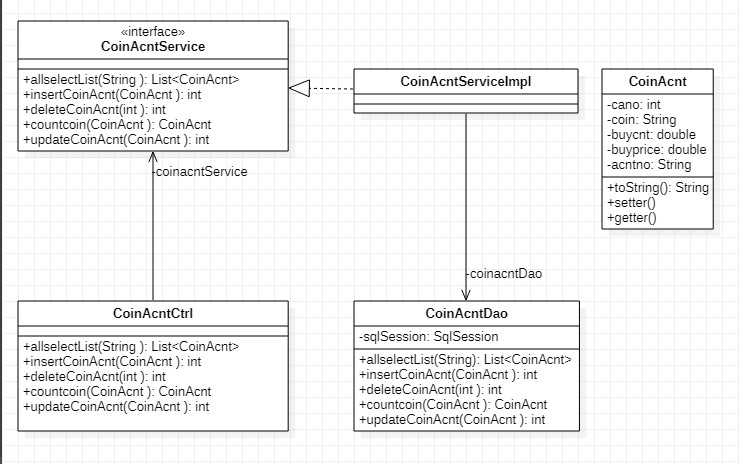 «interface»
CoinAcntService
+allselectList(String ): List<CoinAcnt>
+insertCoinAcnt(CoinAcnt ): int
+deleteCoinAcnt(int ): int
+countcoin(CoinAcnt ): CoinAcnt
+updateCoinAcnt(CoinAcnt ): int
CoinAcntServiceImpl
CoinAcnt
-cano: int
-coin: String
-buycnt: double
-buyprice: double
-acntno: String
+toString(): String
+setter()
+getter()
-coinacntService
-coinacntDao
CoinAcntCtrl
+allselectList(String ): List<CoinAcnt>
+insertCoinAcnt(CoinAcnt ): int
+deleteCoinAcnt(int ): int
+countcoin(CoinAcnt ): CoinAcnt
+updateCoinAcnt(CoinAcnt ): int
CoinAcntDao
-sqlSession: SqlSession
+allselectList(String): List<CoinAcnt>
+insertCoinAcnt(CoinAcnt ): int
+deleteCoinAcnt(int ): int
+countcoin(CoinAcnt ): CoinAcnt
+updateCoinAcnt(CoinAcnt ): int